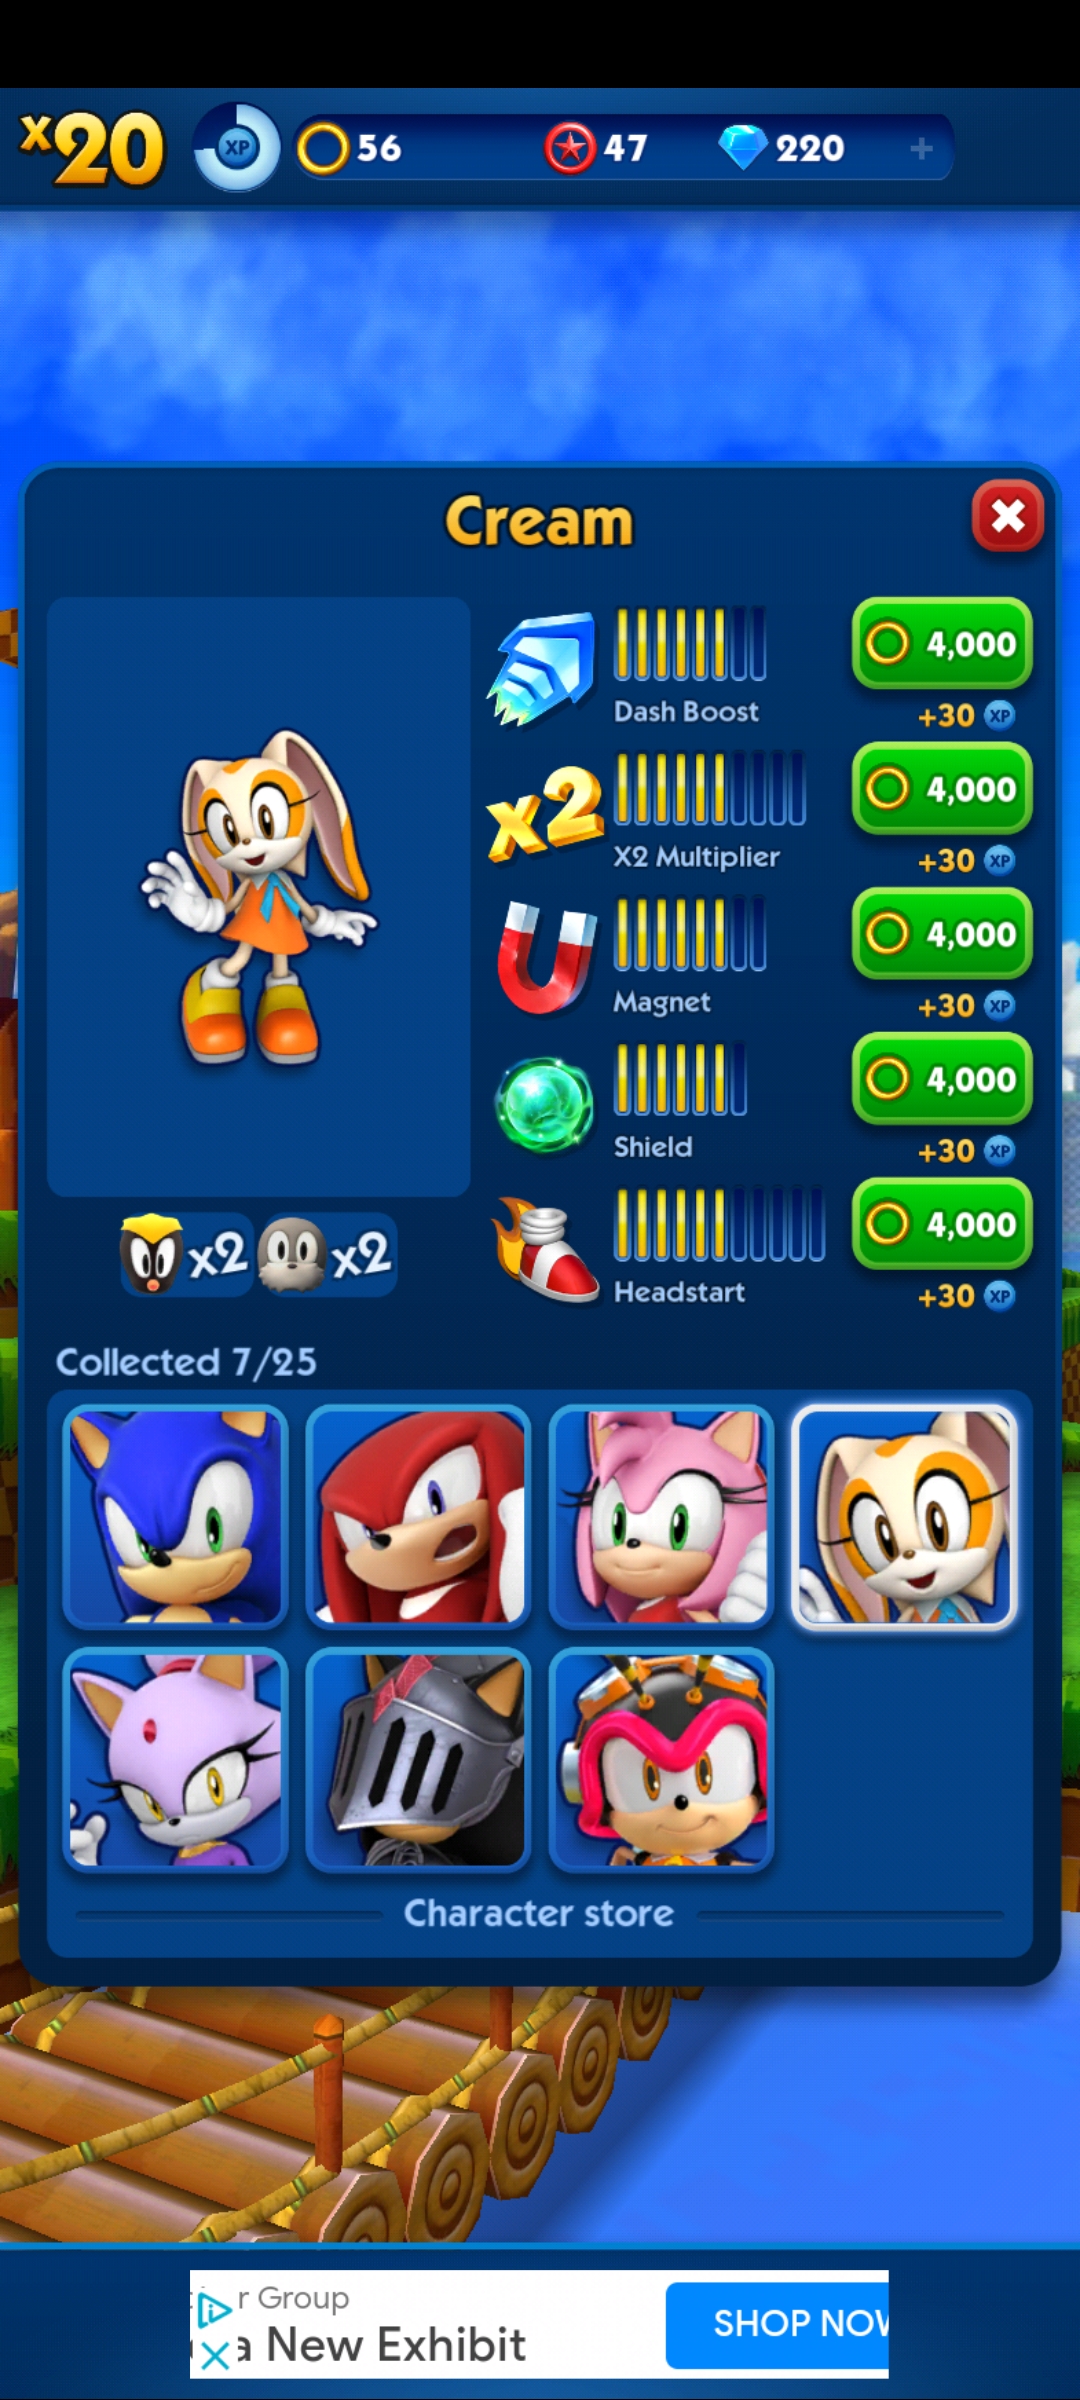 x20
XP
56
47
220
+
Cream
4,000
Dash Boost
+30 XP
x2
4,000
X2 Multiplier
+30 XP
4,000
Magnet
+30 XP
4,000
Shield
+30 XP
x2
x2
4,000
Headstart
+30 XP
Collected 7/25
Character store
r Group
a New Exhibit
SHOP NOW